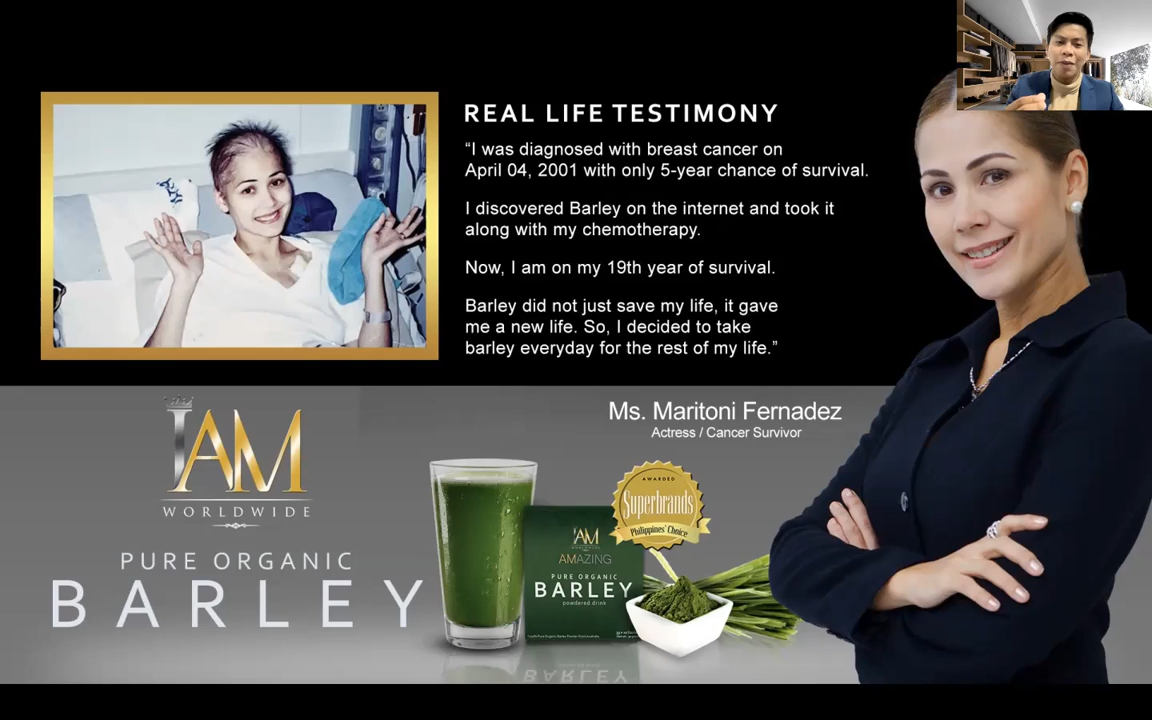 REAL LIFE TESTIMONY
“I was diagnosed with breast cancer on
April 04, 2001 with only 5-year chance of survival.
I discovered Barley on the internet and took it
along with my chemotherapy.
Now, I am on my 19th year of survival.
Barley did not just save my life, it gave
me a new life. So, I decided to take
barley everyday for the rest of my life.”
Ms. Maritoni Fernadez
Actress / Cancer Survivor
IAM
WORLDWIDE
PURE ORGANIC
BARLEY
AWARDED
Superbrands
Philippines' Choice
IAM
AMAZING
PURE ORGANIC
BARLEY
powdered drink
BARLEY